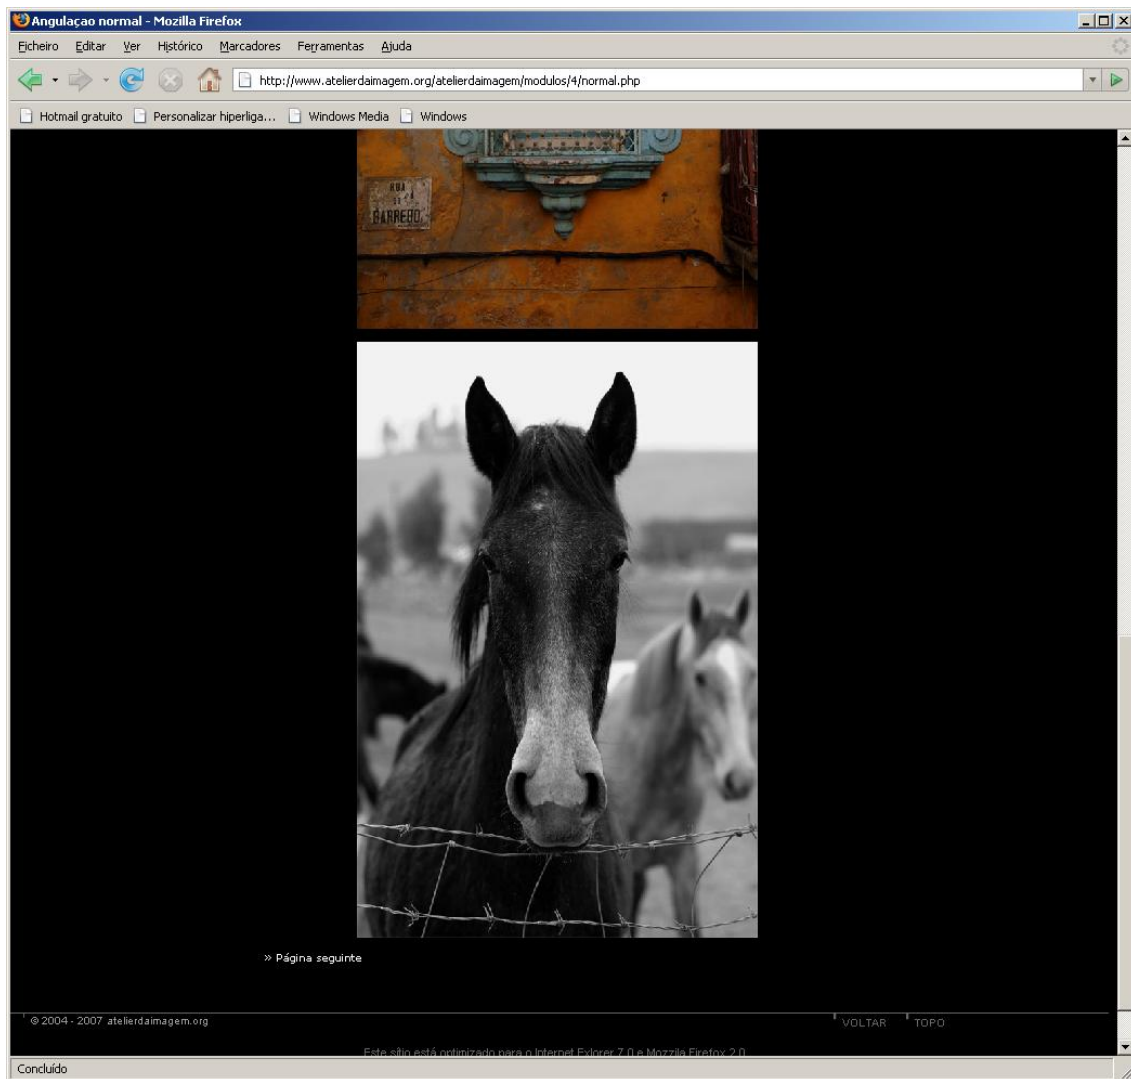 Angulaçao normal - Mozilla Firefox
Ficheiro Editar Ver Histórico Marcadores Ferramentas Ajuda
http://www.atelierdaimagem.org/atelierdaimagem/modulos/4/normal.php
Hotmail gratuito Personalizar hiperliga... Windows Media Windows
RUA
DE
BARREDO
» Página seguinte
© 2004 - 2007 atelierdaimagem.org
VOLTAR TOPO
Este sítio está optimizado para o Internet Exlorer 7.0 e Mozzila Firefox 2.0
Concluído